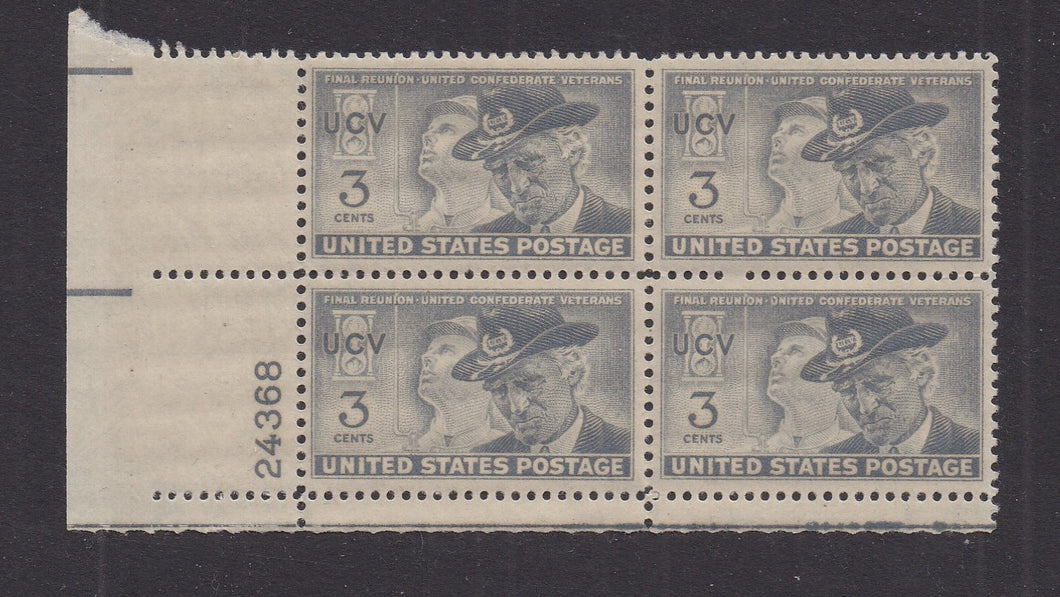 FINAL REUNION · UNITED CONFEDERATE VETERANS
UCV
3
CENTS
UNITED STATES POSTAGE
FINAL REUNION · UNITED CONFEDERATE VETERANS
UCV
3
CENTS
UNITED STATES POSTAGE
24368
FINAL REUNION · UNITED CONFEDERATE VETERANS
UCV
3
CENTS
UNITED STATES POSTAGE
FINAL REUNION · UNITED CONFEDERATE VETERANS
UCV
3
CENTS
UNITED STATES POSTAGE